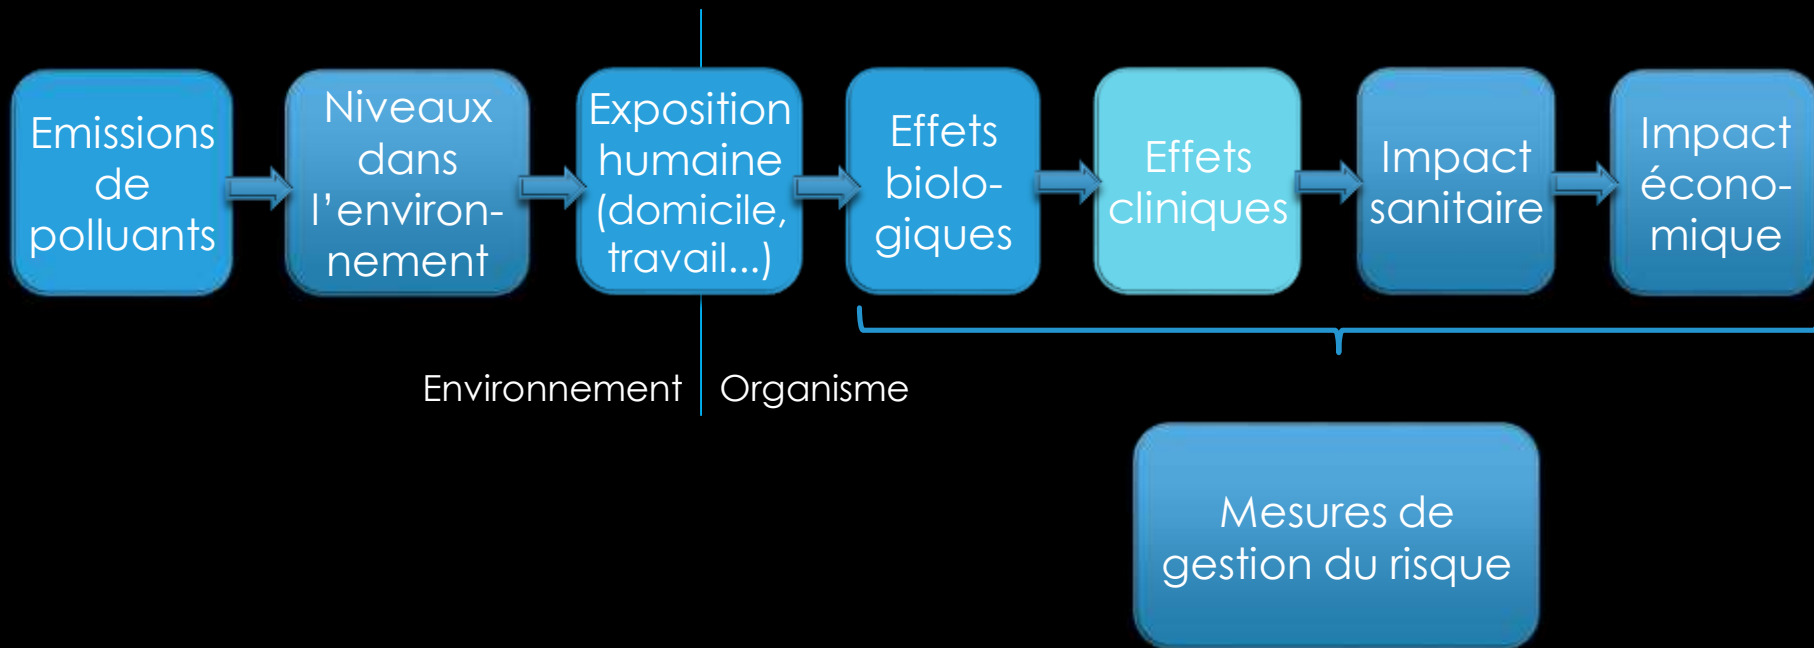 Emissions
de
polluants
Niveaux
dans
l’environ-
nement
Exposition
humaine
(domicile,
travail...)
Effets
biolo-
giques
Effets
cliniques
Impact
sanitaire
Impact
écono-
mique
Environnement
Organisme
Mesures de
gestion du risque